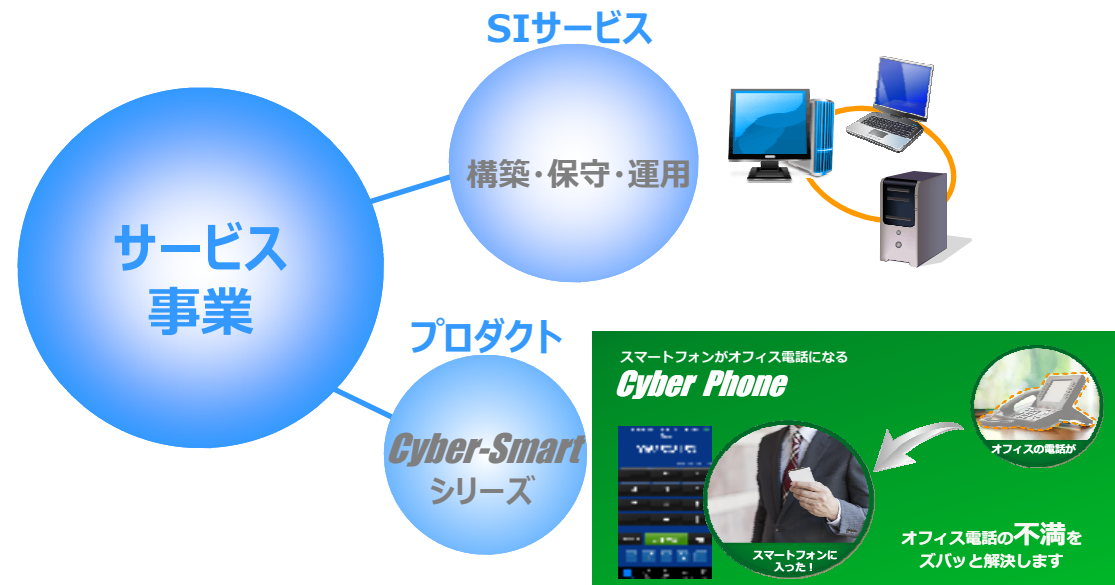 SIサービス
構築・保守・運用
サービス
事業
プロダクト
Cyber-Smart
シリーズ
スマートフォンがオフィス電話になる
Cyber Phone
オフィスの電話が
スマートフォンに
入った！
オフィス電話の不満を
ズバッと解決します